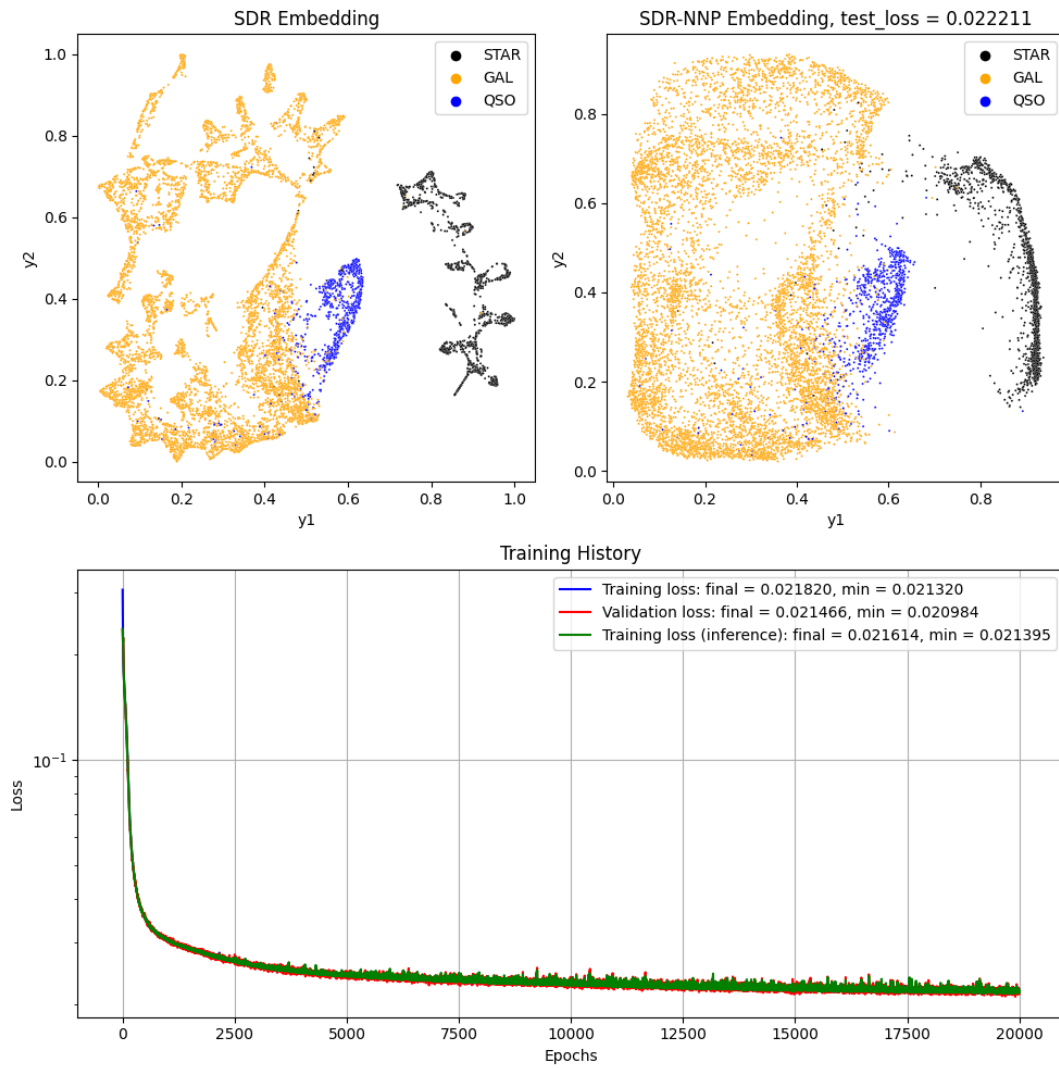 SDR Embedding
STAR
GAL
QSO
1.0
0.8
0.6
0.4
0.2
0.0
y2
0.0 0.2 0.4 0.6 0.8 1.0
y1
SDR-NNP Embedding, test_loss = 0.022211
STAR
GAL
QSO
0.8
0.6
0.4
0.2
0.0
y2
0.0 0.2 0.4 0.6 0.8
y1
Training History
Training loss: final = 0.021820, min = 0.021320
Validation loss: final = 0.021466, min = 0.020984
Training loss (inference): final = 0.021614, min = 0.021395
10⁻¹
Loss
0 2500 5000 7500 10000 12500 15000 17500 20000
Epochs